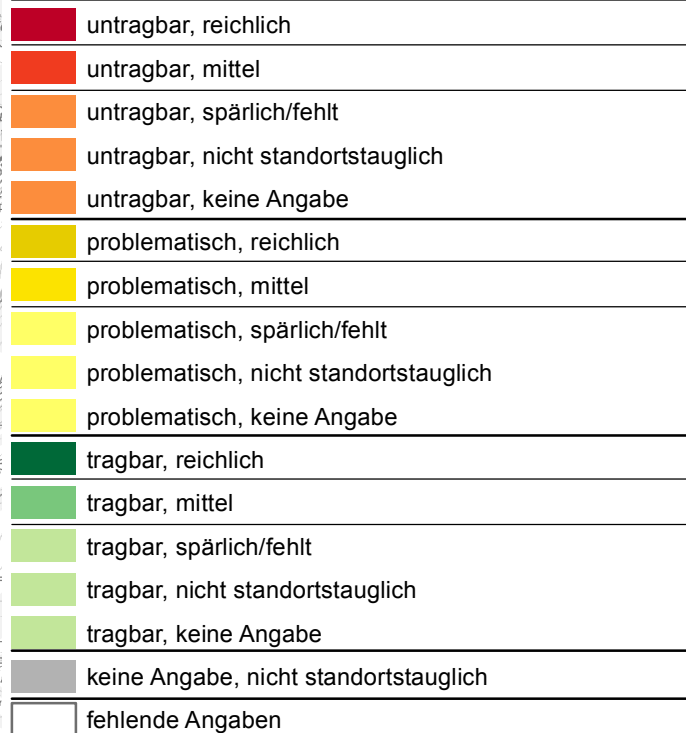 untragbar, reichlich
untragbar, mittel
untragbar, spärlich/fehlt
untragbar, nicht standortstauglich
untragbar, keine Angabe
problematisch, reichlich
problematisch, mittel
problematisch, spärlich/fehlt
problematisch, nicht standortstauglich
problematisch, keine Angabe
tragbar, reichlich
tragbar, mittel
tragbar, spärlich/fehlt
tragbar, nicht standortstauglich
tragbar, keine Angabe
keine Angabe, nicht standortstauglich
fehlende Angaben